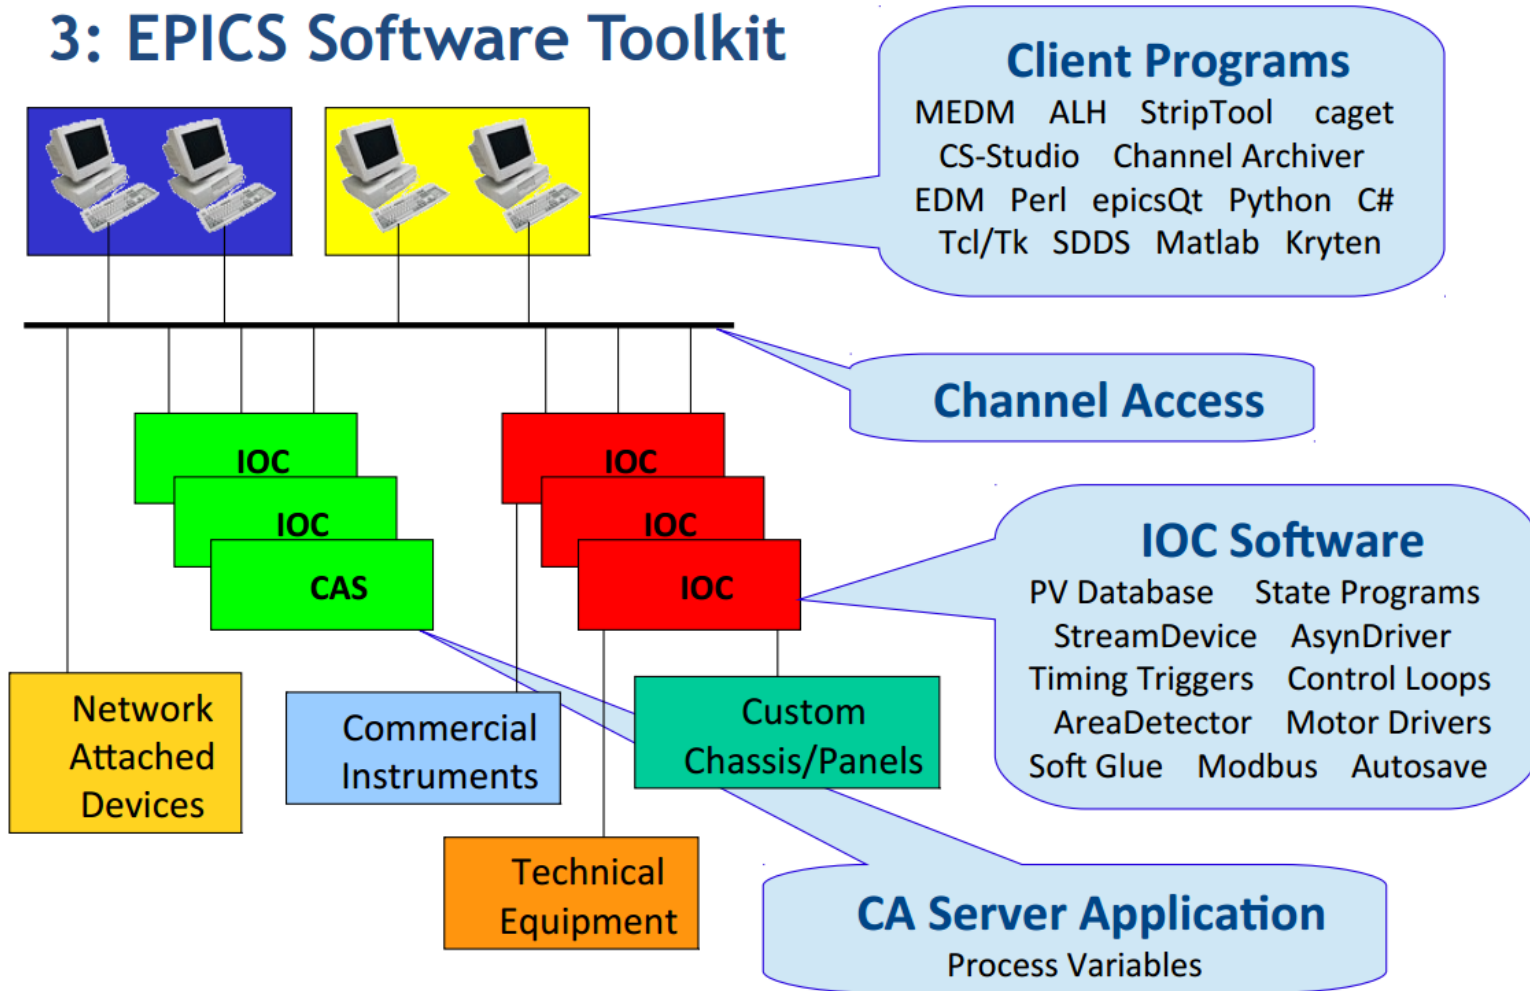 3: EPICS Software Toolkit
Client Programs
MEDM ALH StripTool caget
CS-Studio Channel Archiver
EDM Perl epicsQt Python C#
Tcl/Tk SDDS Matlab Kryten
Channel Access
IOC
IOC
CAS
IOC
IOC
IOC
IOC Software
PV Database State Programs
StreamDevice AsynDriver
Timing Triggers Control Loops
AreaDetector Motor Drivers
Soft Glue Modbus Autosave
Network
Attached
Devices
Commercial
Instruments
Custom
Chassis/Panels
Technical
Equipment
CA Server Application
Process Variables